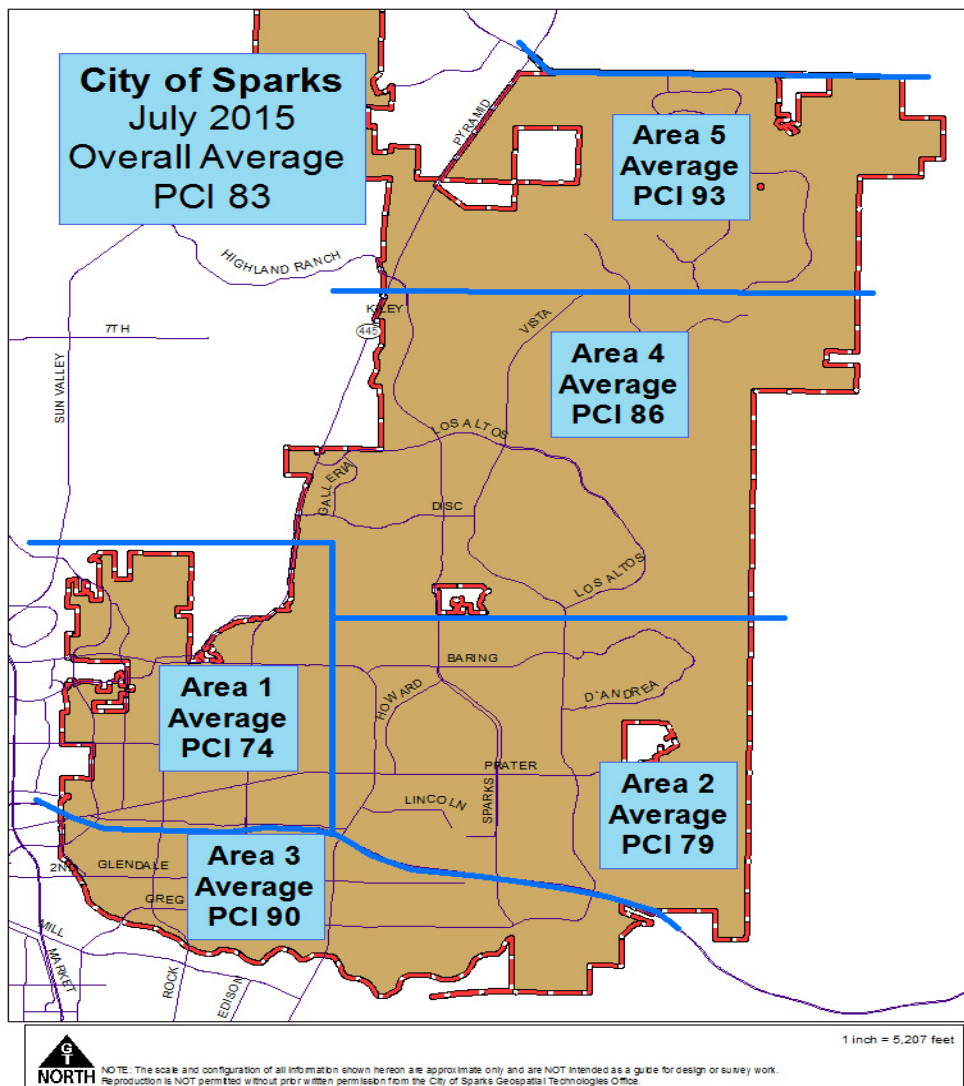 City of Sparks
July 2015
Overall Average
PCI 83
PYRAMID
Area 5
Average
PCI 93
HIGHLAND RANCH
KILEY
445
7TH
VISTA
SUN VALLEY
Area 4
Average
PCI 86
LOS ALTOS
GALLERIA
DISC
LOS ALTOS
BARING
D'ANDREA
HOWARD
Area 1
Average
PCI 74
PRATER
LINCOLN
SPARKS
Area 2
Average
PCI 79
2ND
GLENDALE
GREG
Area 3
Average
PCI 90
MILL
MARKET
ROCK
EDISON
1 inch = 5,207 feet
GT
NORTH
NOTE: The scale and configuration of all information shown hereon are approximate only and are NOT intended as a guide for design or survey work.
Reproduction is NOT permitted without prior written permission from the City of Sparks Geospatial Technologies Office.